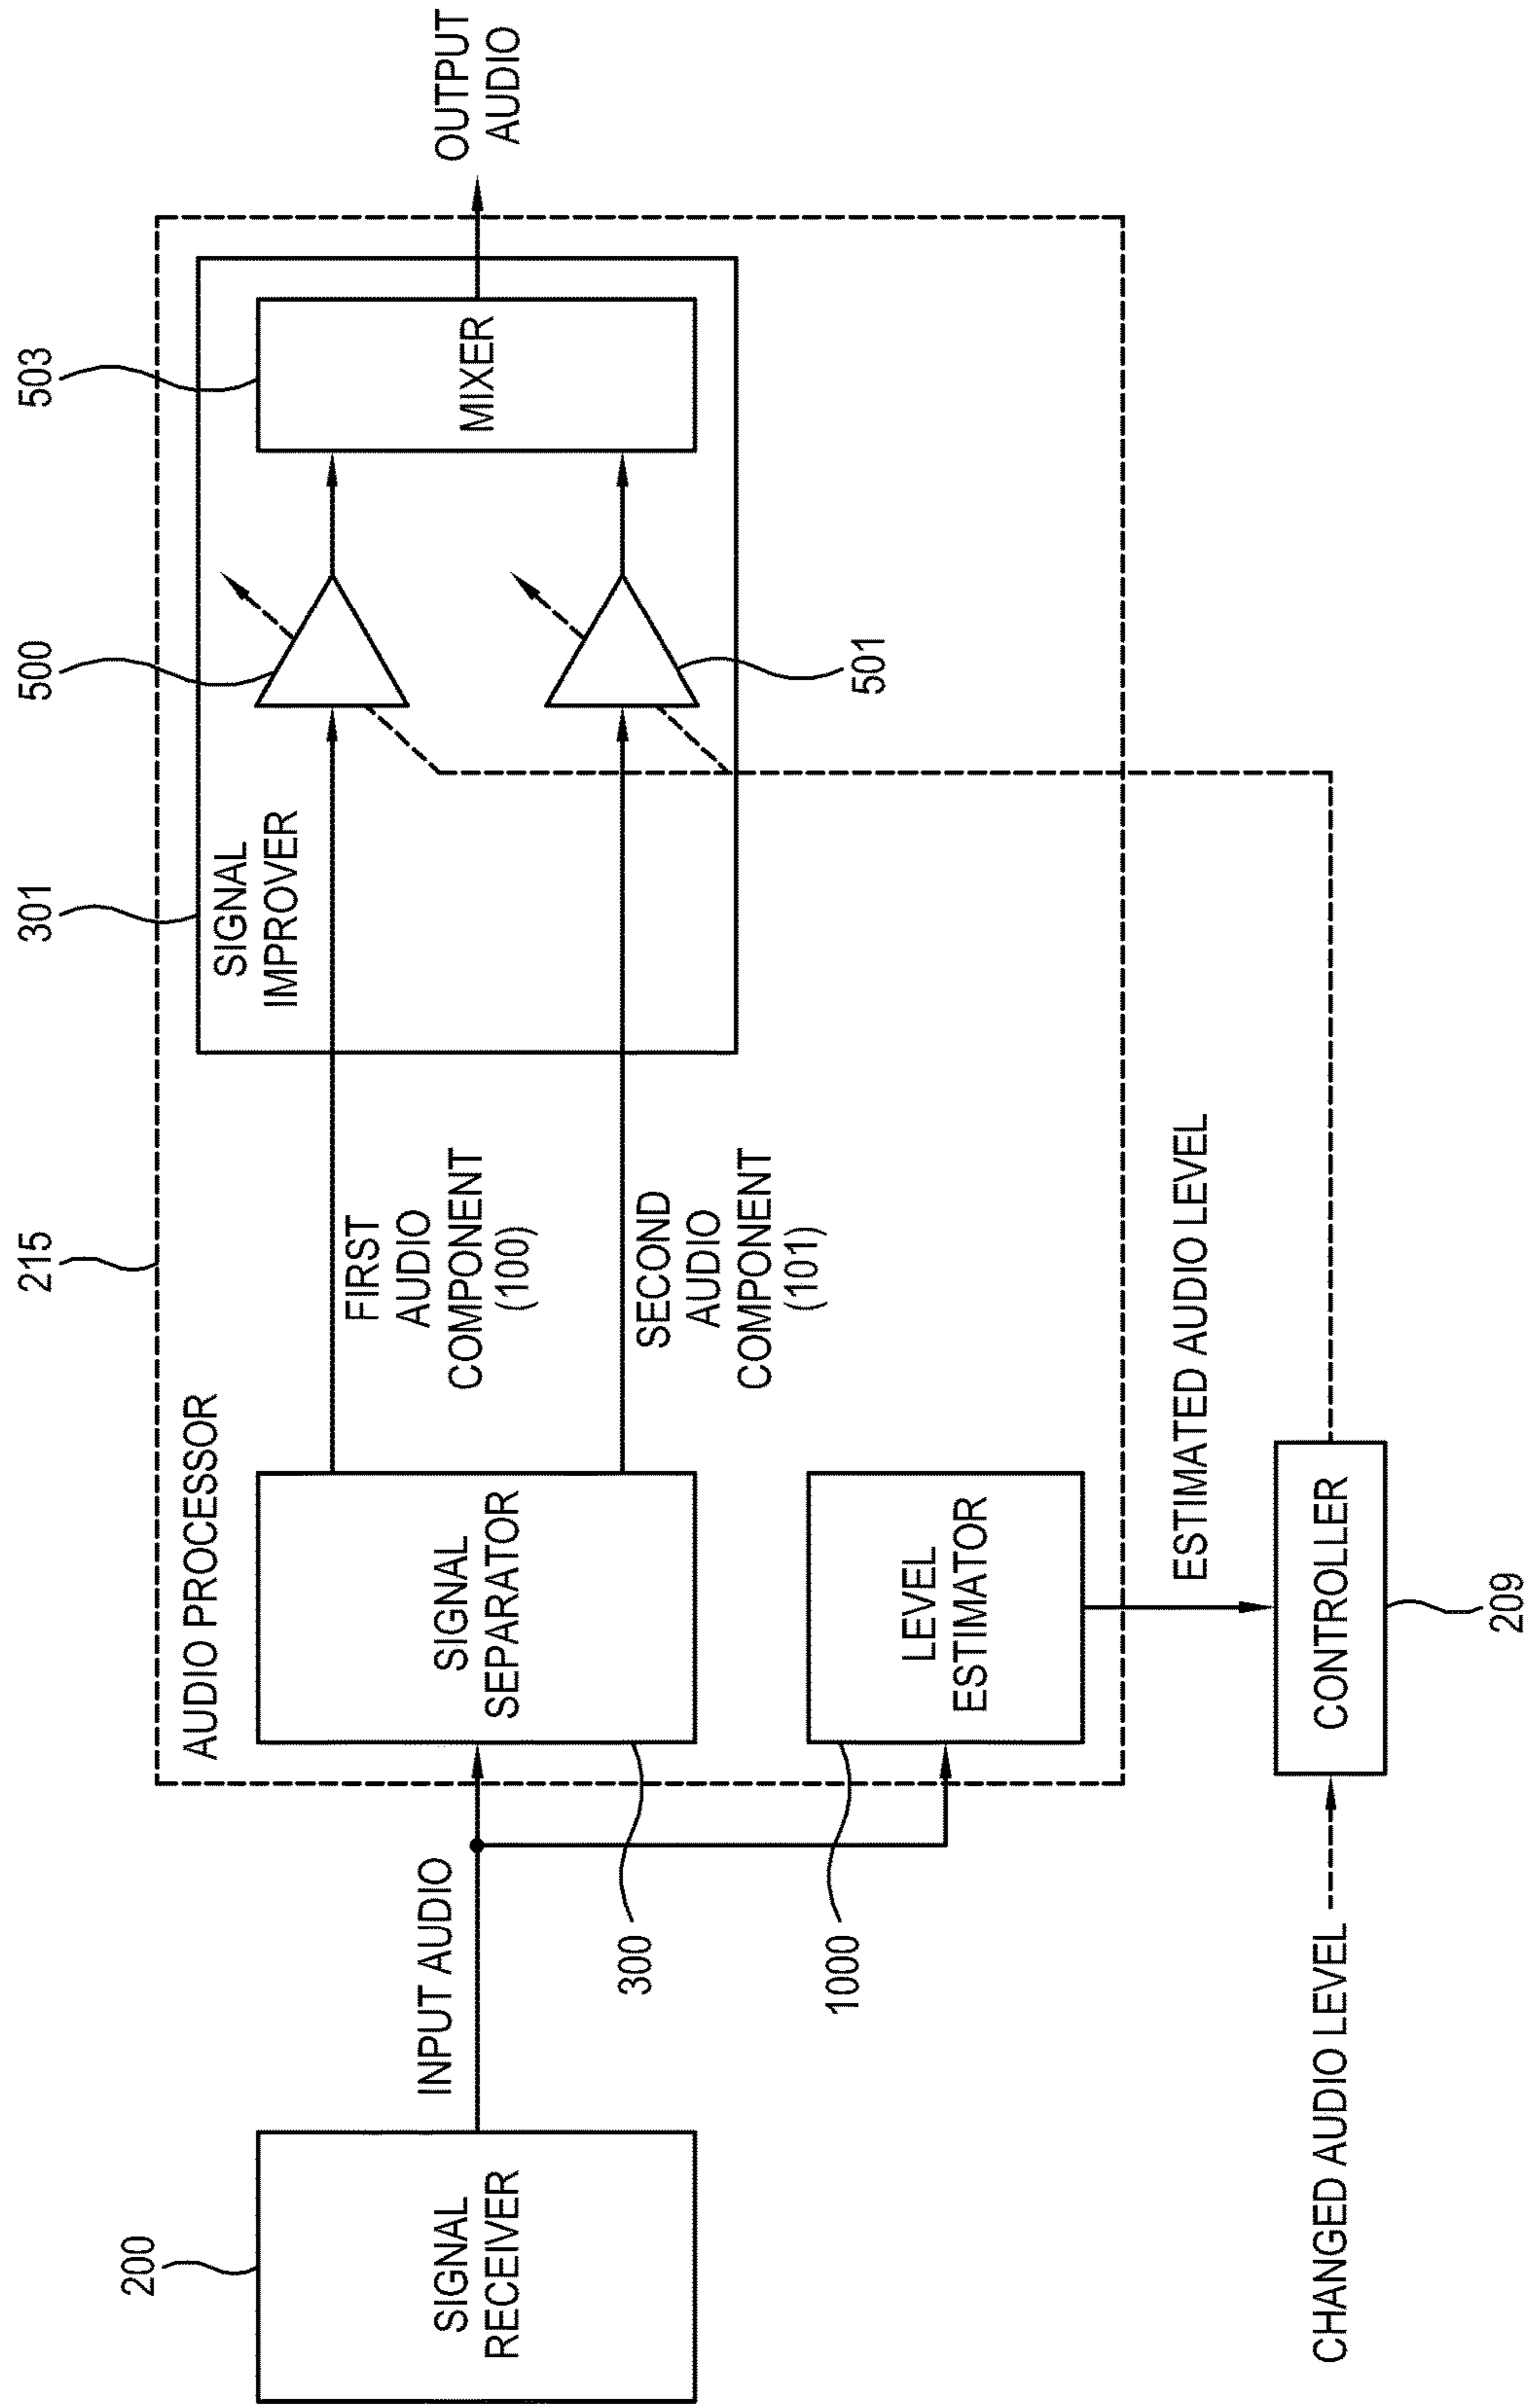 200
SIGNAL
RECEIVER
INPUT AUDIO
215
AUDIO PROCESSOR
SIGNAL
SEPARATOR
300
LEVEL
ESTIMATOR
1000
FIRST
AUDIO
COMPONENT
(100)
SECOND
AUDIO
COMPONENT
(101)
301
SIGNAL
IMPROVER
500
501
503
MIXER
OUTPUT
AUDIO
ESTIMATED AUDIO LEVEL
CHANGED AUDIO LEVEL
CONTROLLER
209